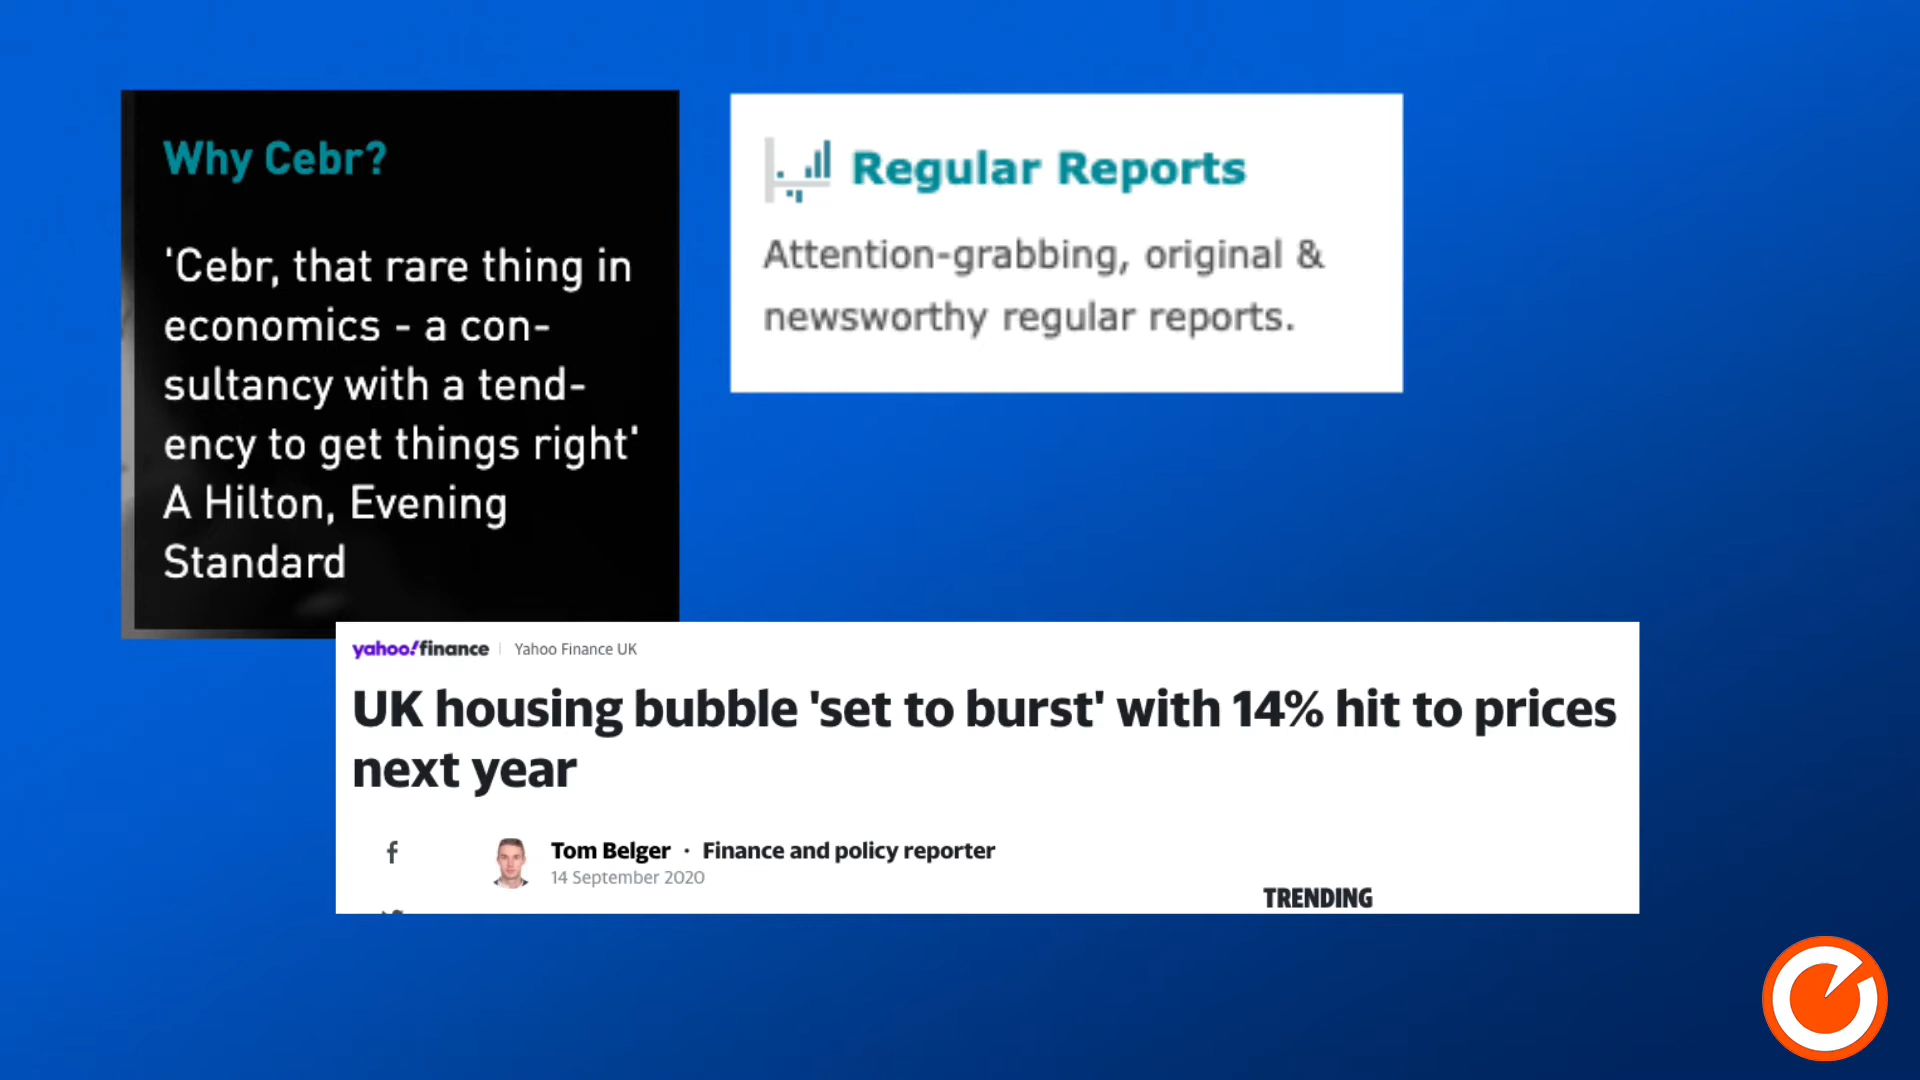 Why Cebr?
'Cebr, that rare thing in
economics - a con-
sultancy with a tend-
ency to get things right'
A Hilton, Evening
Standard
Regular Reports
Attention-grabbing, original &
newsworthy regular reports.
yahoo!finance | Yahoo Finance UK
UK housing bubble 'set to burst' with 14% hit to prices
next year
Tom Belger · Finance and policy reporter
14 September 2020
TRENDING